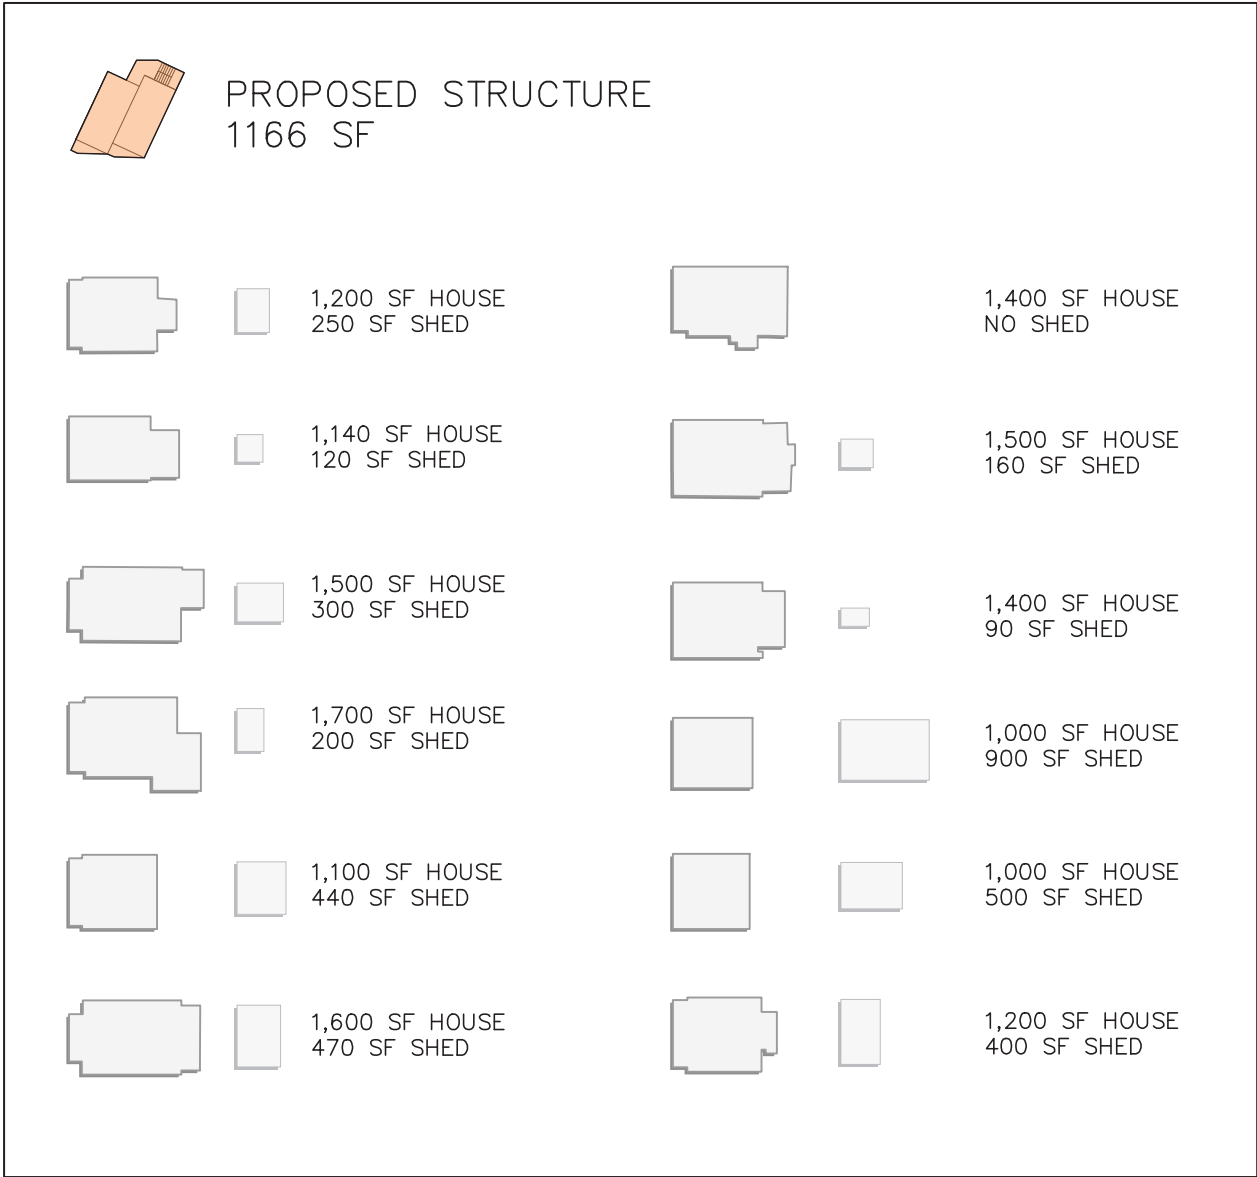 PROPOSED STRUCTURE
1166 SF
1,200 SF HOUSE
250 SF SHED
1,140 SF HOUSE
120 SF SHED
1,500 SF HOUSE
300 SF SHED
1,700 SF HOUSE
200 SF SHED
1,100 SF HOUSE
440 SF SHED
1,600 SF HOUSE
470 SF SHED
1,400 SF HOUSE
NO SHED
1,500 SF HOUSE
160 SF SHED
1,400 SF HOUSE
90 SF SHED
1,000 SF HOUSE
900 SF SHED
1,000 SF HOUSE
500 SF SHED
1,200 SF HOUSE
400 SF SHED